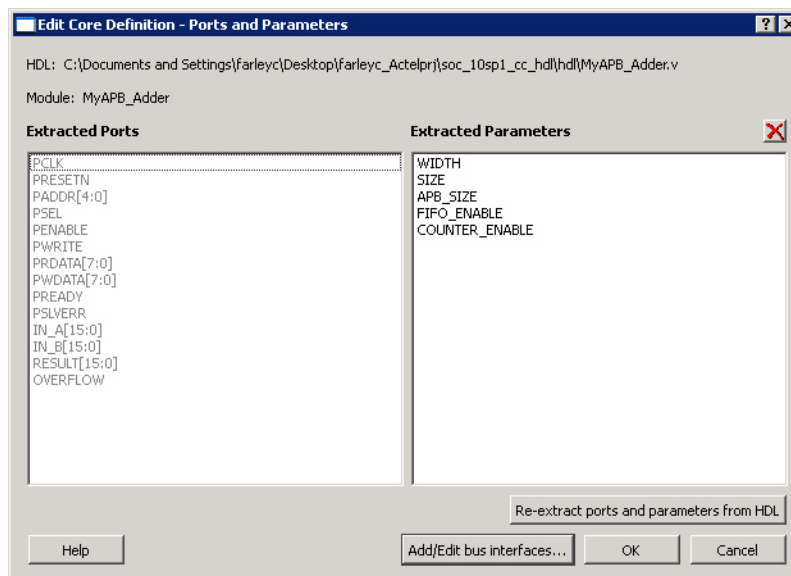 Edit Core Definition - Ports and Parameters
HDL: C:\Documents and Settings\farleyc\Desktop\farleyc_Actelprj\soc_10sp1_cc_hdl\hdl\MyAPB_Adder.v
Module: MyAPB_Adder
Extracted Ports
PCLK
PRESETN
PADDR[4:0]
PSEL
PENABLE
PWRITE
PRDATA[7:0]
PWDATA[7:0]
PREADY
PSLVERR
IN_A[15:0]
IN_B[15:0]
RESULT[15:0]
OVERFLOW
Extracted Parameters
WIDTH
SIZE
APB_SIZE
FIFO_ENABLE
COUNTER_ENABLE
Re-extract ports and parameters from HDL
Help
Add/Edit bus interfaces...
OK
Cancel